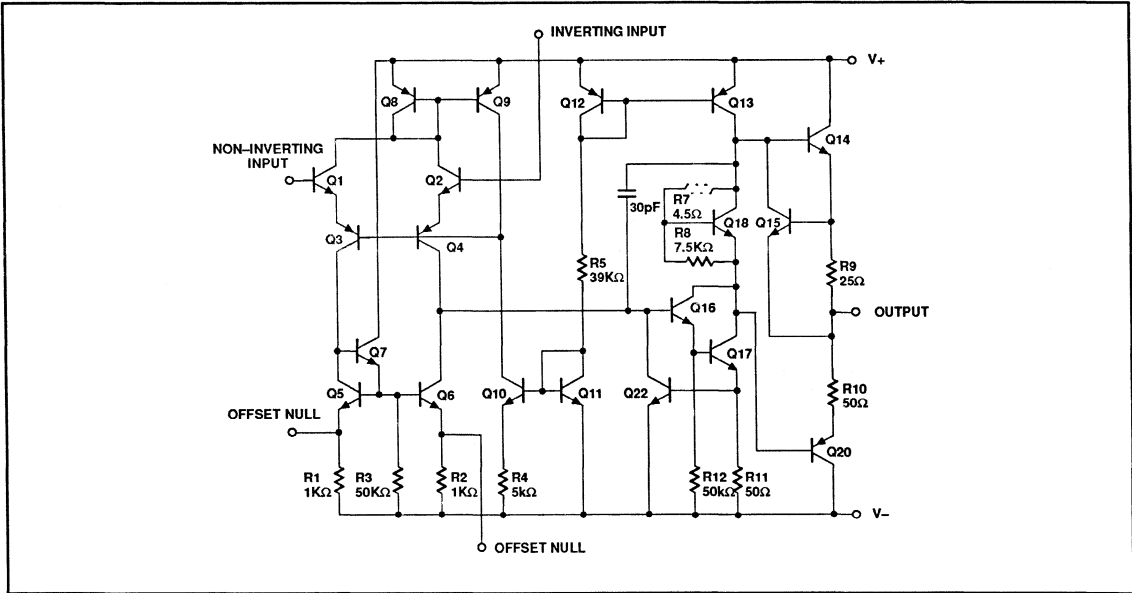 INVERTING INPUT
V+
Q8
Q9
Q12
Q13
Q14
NON–INVERTING
INPUT
Q1
Q2
30pF
R7
4.5Ω
Q18
Q15
R8
7.5KΩ
Q3
Q4
R5
39KΩ
R9
25Ω
Q16
OUTPUT
Q7
Q17
Q5
Q6
Q10
Q11
Q22
R10
50Ω
OFFSET NULL
Q20
R1
1KΩ
R3
50KΩ
R2
1KΩ
R4
5kΩ
R12
50kΩ
R11
50Ω
V–
OFFSET NULL